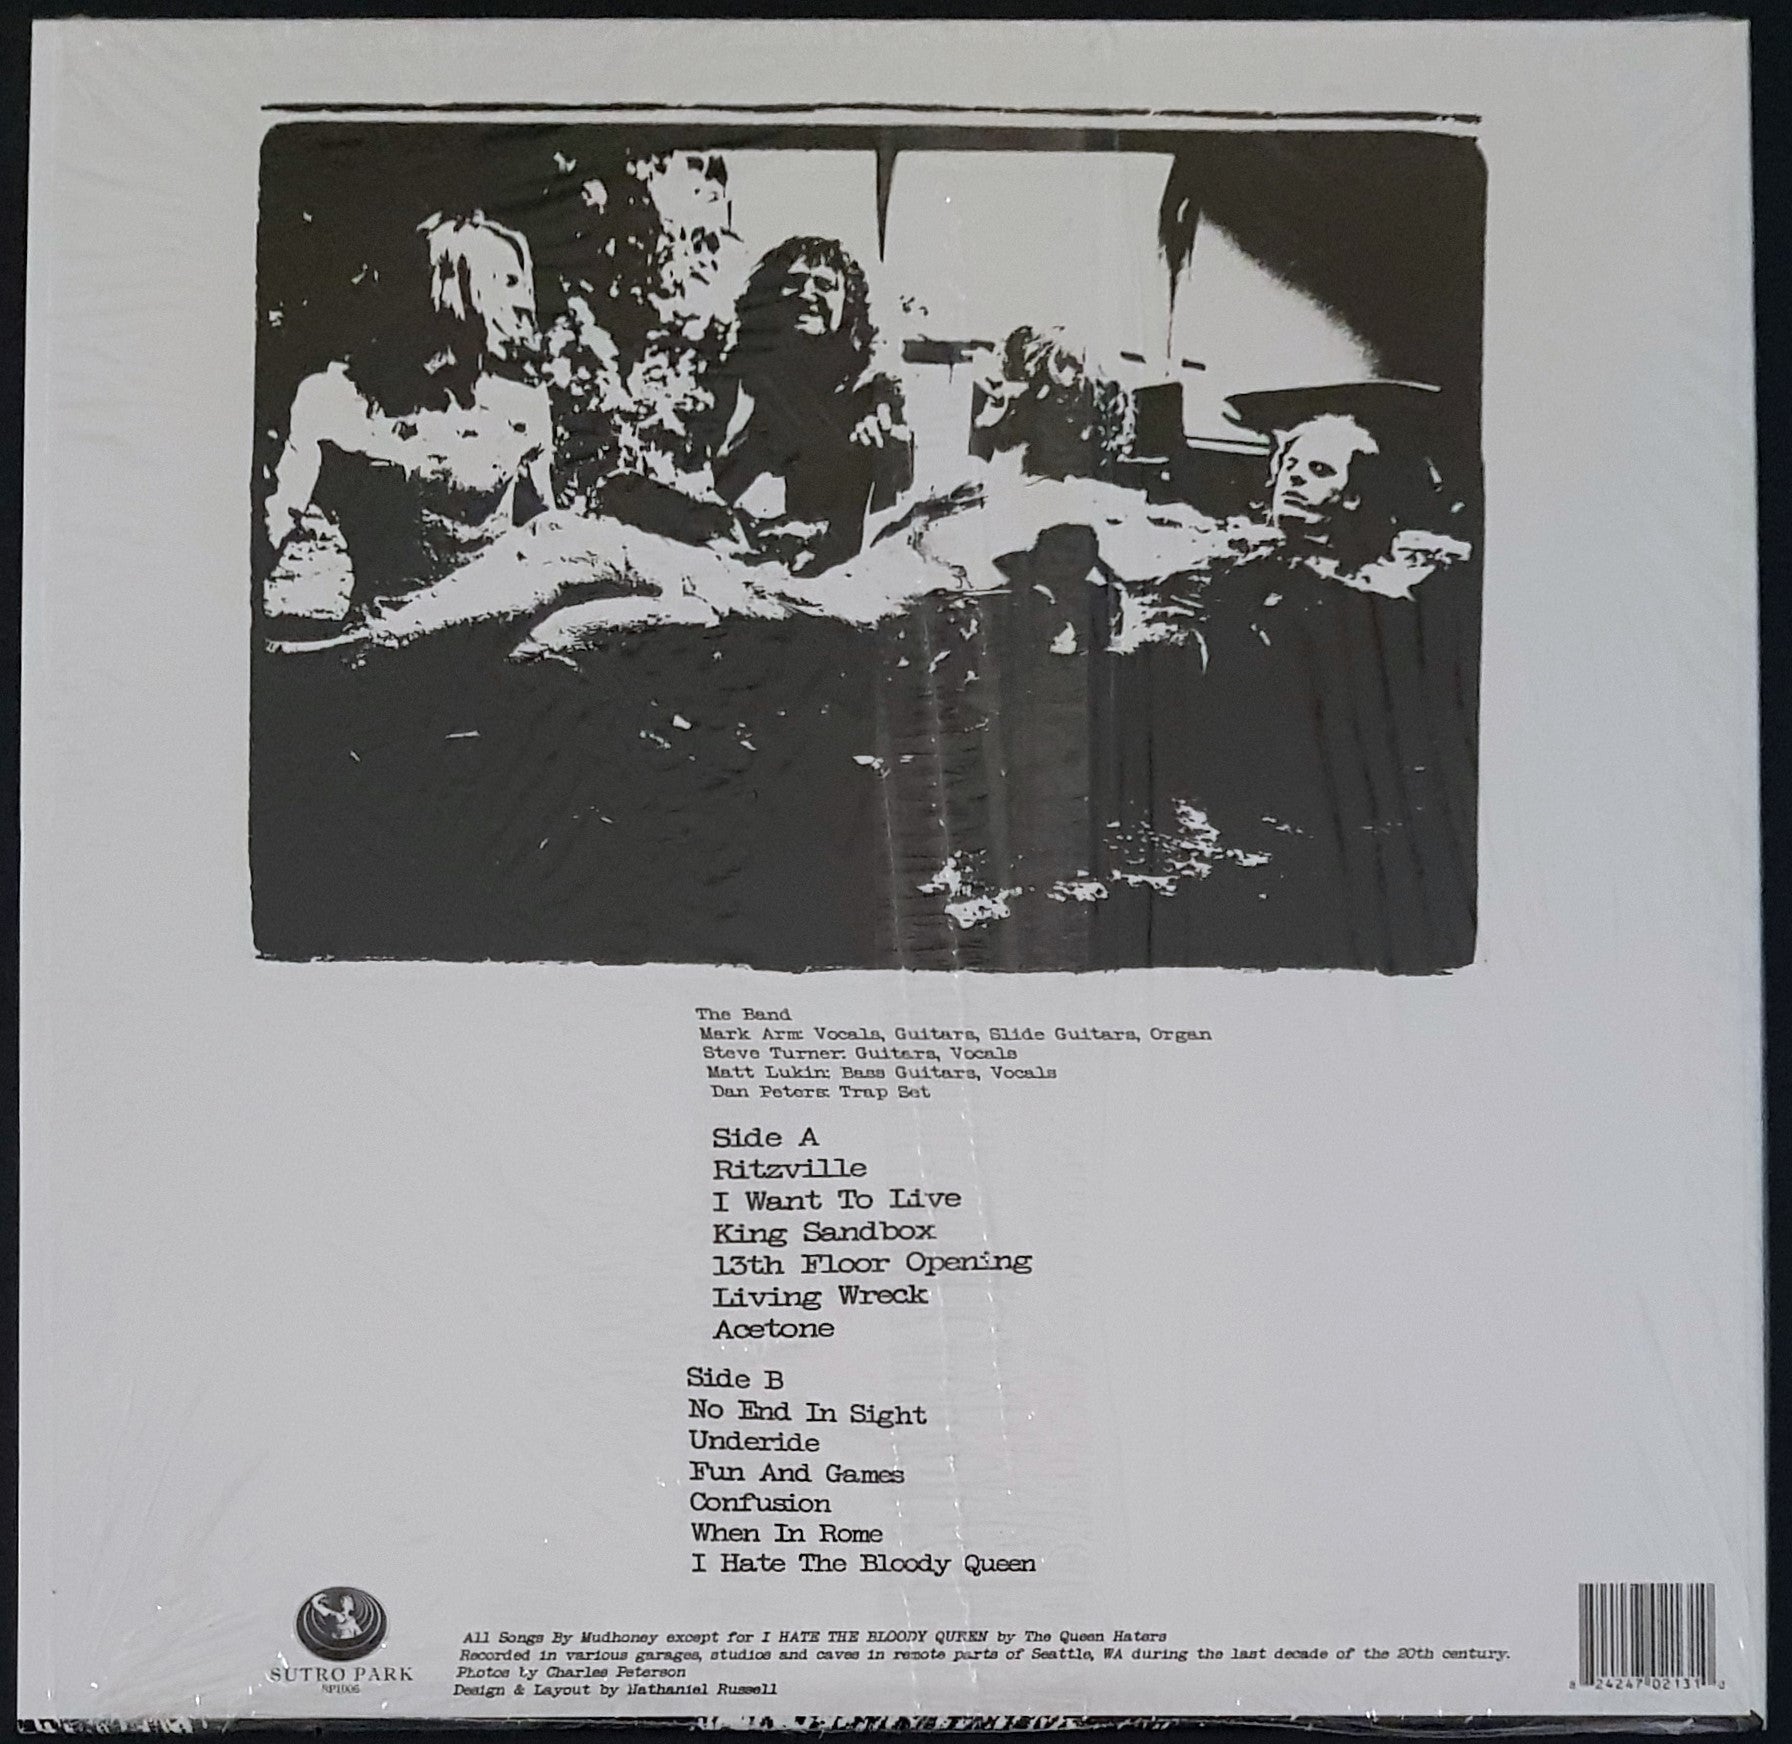 The Band
Mark Arm: Vocals, Guitars, Slide Guitars, Organ
Steve Turner: Guitars, Vocals
Matt Lukin: Bass Guitars, Vocals
Dan Peters: Trap Set
Side A
Ritzville
I Want To Live
King Sandbox
13th Floor Opening
Living Wreck
Acetone
Side B
No End In Sight
Underide
Fun And Games
Confusion
When In Rome
I Hate The Bloody Queen
All Songs By Mudhoney except for I HATE THE BLOODY QUEEN by The Queen Haters
Recorded in various garages, studios and caves in remote parts of Seattle, WA during the last decade of the 20th century.
Photos by Charles Peterson
Design & Layout by Nathaniel Russell
SUTRO PARK
SP1006
24247 02131